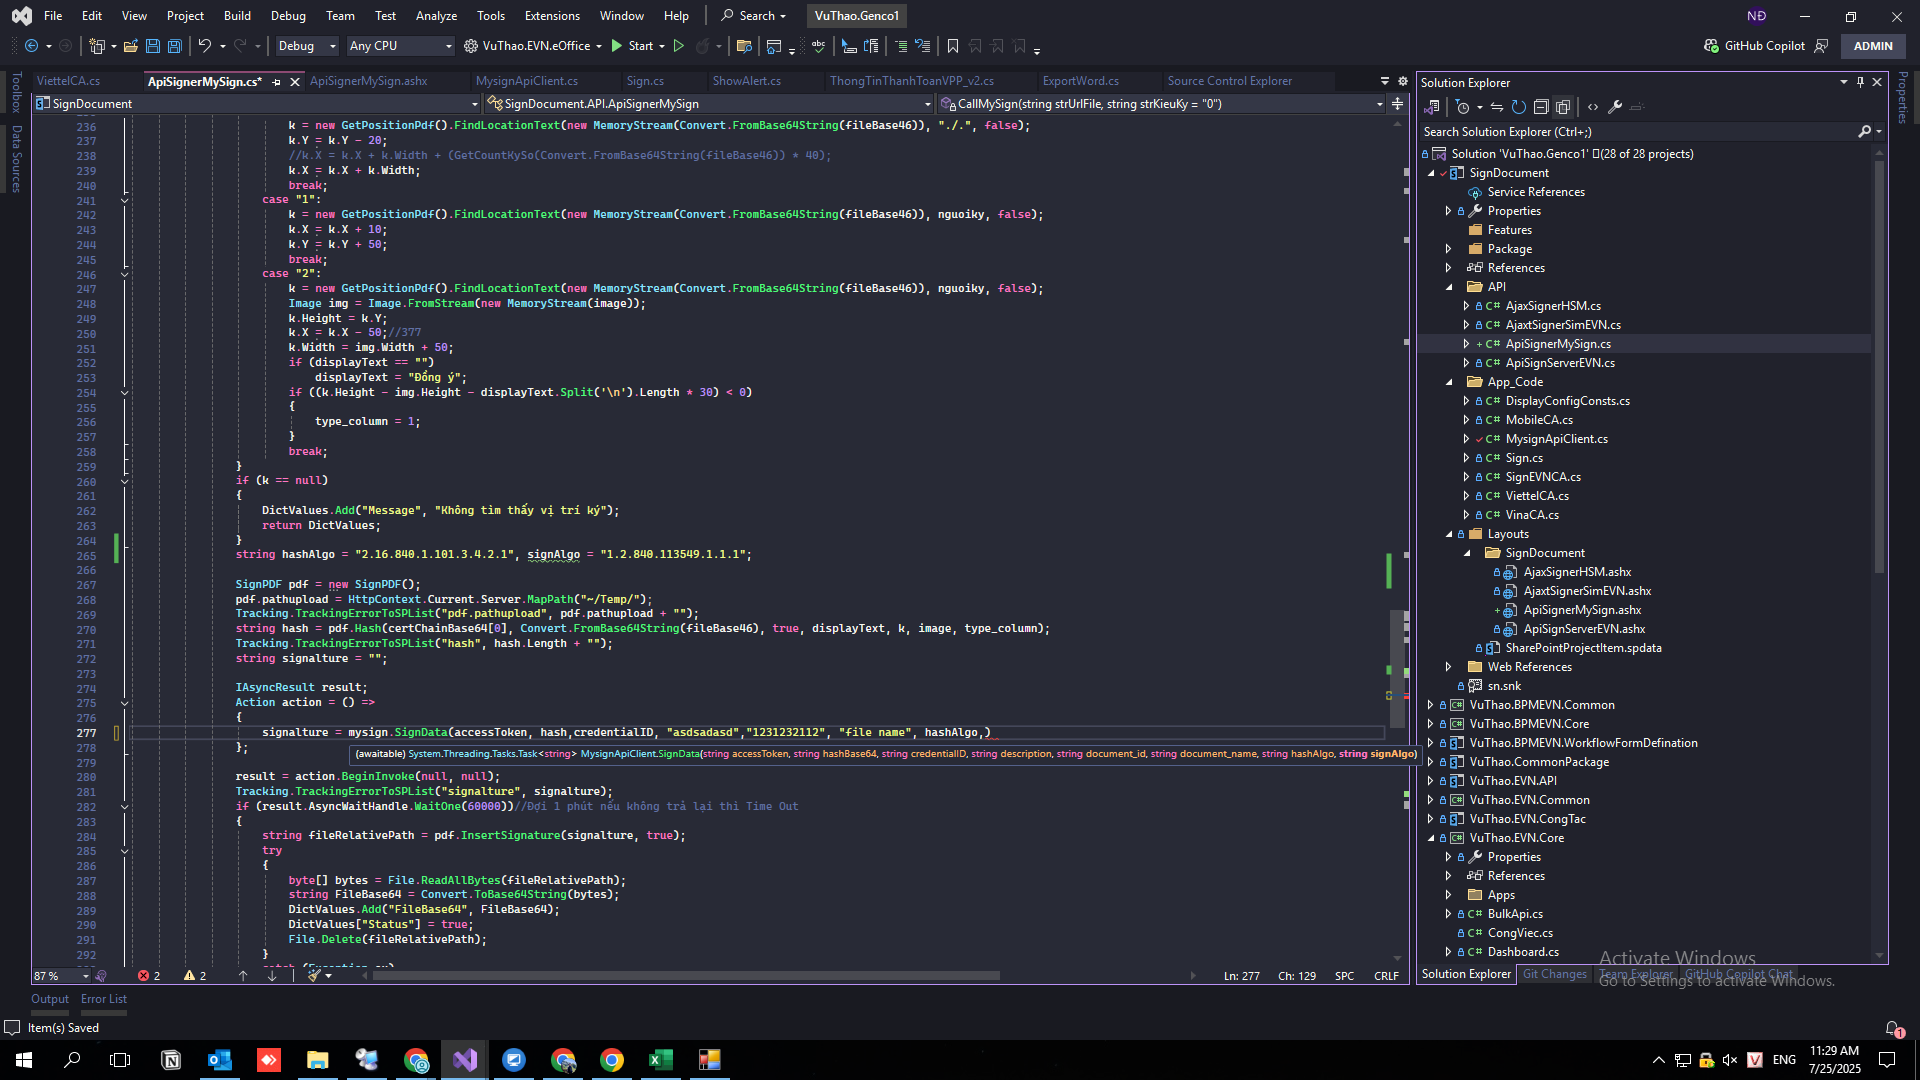 File Edit View Project Build Debug Team Test Analyze Tools Extensions Window Help Search VuThao.Genco1 NĐ
Debug Any CPU VuThao.EVN.eOffice Start GitHub Copilot ADMIN
ViettelCA.cs ApiSignerMySign.cs* ApiSignerMySign.ashx MysignApiClient.cs Sign.cs ShowAlert.cs ThongTinThanhToanVPP_v2.cs ExportWord.cs Source Control Explorer
SignDocument SignDocument.API.ApiSignerMySign CallMySign(string strUrlFile, string strKieuKy = "0")
Toolbox
Data Sources
236 k = new GetPositionPdf().FindLocationText(new MemoryStream(Convert.FromBase64String(fileBase46)), "./.", false);
237 k.Y = k.Y - 20;
238 //k.X = k.X + k.Width + (GetCountKySo(Convert.FromBase64String(fileBase46)) * 40);
239 k.X = k.X + k.Width;
240 break;
241 case "1":
242 k = new GetPositionPdf().FindLocationText(new MemoryStream(Convert.FromBase64String(fileBase46)), nguoiky, false);
243 k.X = k.X + 10;
244 k.Y = k.Y + 50;
245 break;
246 case "2":
247 k = new GetPositionPdf().FindLocationText(new MemoryStream(Convert.FromBase64String(fileBase46)), nguoiky, false);
248 Image img = Image.FromStream(new MemoryStream(image));
249 k.Height = k.Y;
250 k.X = k.X - 50;//377
251 k.Width = img.Width + 50;
252 if (displayText == "")
253 displayText = "Đồng ý";
254 if ((k.Height - img.Height - displayText.Split('\n').Length * 30) < 0)
255 {
256 type_column = 1;
257 }
258 break;
259 }
260 if (k == null)
261 {
262 DictValues.Add("Message", "Không tìm thấy vị trí ký");
263 return DictValues;
264 }
265 string hashAlgo = "2.16.840.1.101.3.4.2.1", signAlgo = "1.2.840.113549.1.1.1";
266
267 SignPDF pdf = new SignPDF();
268 pdf.pathupload = HttpContext.Current.Server.MapPath("~/Temp/");
269 Tracking.TrackingErrorToSPList("pdf.pathupload", pdf.pathupload + "");
270 string hash = pdf.Hash(certChainBase64[0], Convert.FromBase64String(fileBase46), true, displayText, k, image, type_column);
271 Tracking.TrackingErrorToSPList("hash", hash.Length + "");
272 string signalture = "";
273
274 IAsyncResult result;
275 Action action = () =>
276 {
277 signalture = mysign.SignData(accessToken, hash,credentialID, "asdsadasd","1231232112", "file name", hashAlgo,)
278 };
(awaitable) System.Threading.Tasks.Task<string> MysignApiClient.SignData(string accessToken, string hashBase64, string credentialID, string description, string document_id, string document_name, string hashAlgo, string signAlgo)
279
280 result = action.BeginInvoke(null, null);
281 Tracking.TrackingErrorToSPList("signalture", signalture);
282 if (result.AsyncWaitHandle.WaitOne(60000))//Đợi 1 phút nếu không trả lại thì Time Out
283 {
284 string fileRelativePath = pdf.InsertSignature(signalture, true);
285 try
286 {
287 byte[] bytes = File.ReadAllBytes(fileRelativePath);
288 string FileBase64 = Convert.ToBase64String(bytes);
289 DictValues.Add("FileBase64", FileBase64);
290 DictValues["Status"] = true;
291 File.Delete(fileRelativePath);
292 }
87 % 2 2 Ln: 277 Ch: 129 SPC CRLF
Output Error List
Item(s) Saved
Solution Explorer
Search Solution Explorer (Ctrl+;)
Solution 'VuThao.Genco1' (28 of 28 projects)
SignDocument
Service References
Properties
Features
Package
References
API
AjaxSignerHSM.cs
AjaxtSignerSimEVN.cs
ApiSignerMySign.cs
ApiSignServerEVN.cs
App_Code
DisplayConfigConsts.cs
MobileCA.cs
MysignApiClient.cs
Sign.cs
SignEVNCA.cs
ViettelCA.cs
VinaCA.cs
Layouts
SignDocument
AjaxSignerHSM.ashx
AjaxtSignerSimEVN.ashx
ApiSignerMySign.ashx
ApiSignServerEVN.ashx
SharePointProjectItem.spdata
Web References
sn.snk
VuThao.BPMEVN.Common
VuThao.BPMEVN.Core
VuThao.BPMEVN.WorkflowFormDefination
VuThao.CommonPackage
VuThao.EVN.API
VuThao.EVN.Common
VuThao.EVN.CongTac
VuThao.EVN.Core
Properties
References
Apps
BulkApi.cs
CongViec.cs
Dashboard.cs
Solution Explorer Git Changes Team Explorer GitHub Copilot Chat
Properties
Activate Windows
Go to Settings to activate Windows.
ENG
11:29 AM
7/25/2025